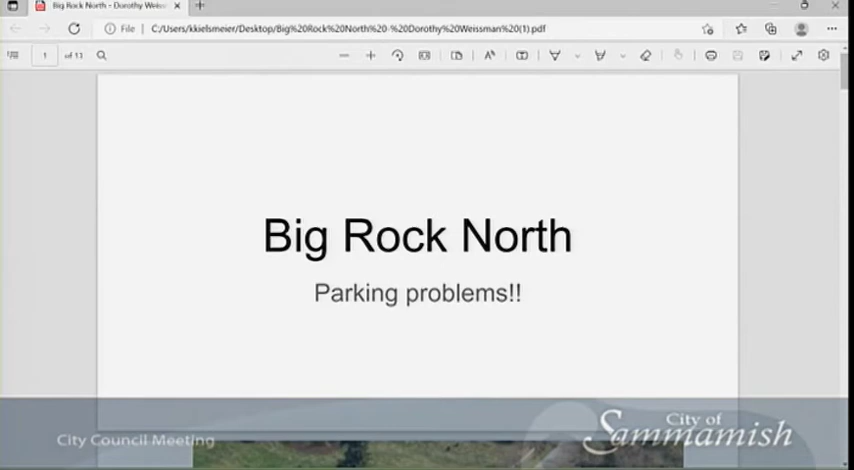 Big Rock North - Dorothy Weiss
File
C:/Users/kkielsmeier/Desktop/Big%20Rock%20North%20-%20Dorothy%20Weissman%20(1).pdf
1
of 13
Big Rock North
Parking problems!!
City Council Meeting
City of
Sammamish